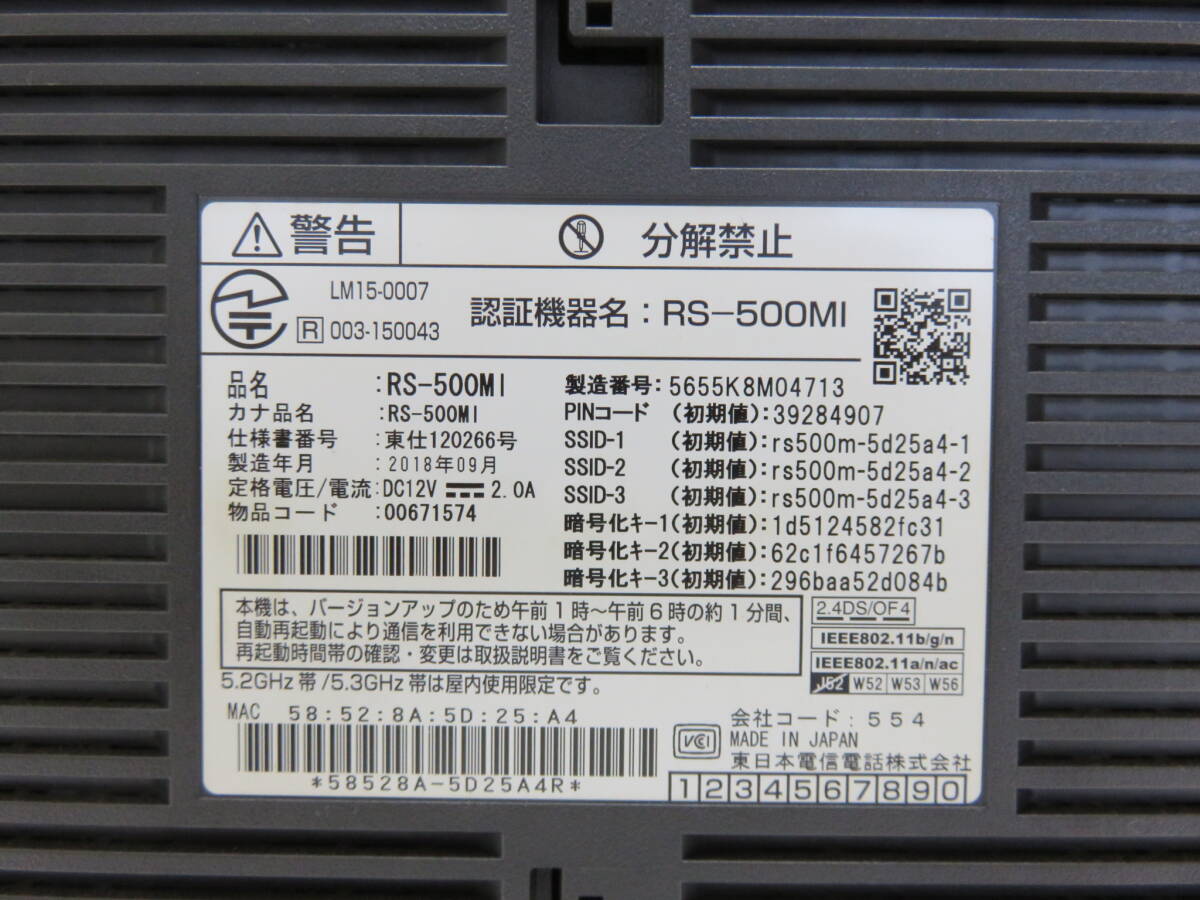 警告
分解禁止
LM15-0007
R 003-150043
認証機器名：RS-500MI
品名 :RS-500MI
カナ品名 :RS-500MI
仕様書番号 :東仕120266号
製造年月 :2018年09月
定格電圧/電流:DC12V 2.0A
物品コード :00671574
製造番号:5655K8M04713
PINコード (初期値):39284907
SSID-1 (初期値):rs500m-5d25a4-1
SSID-2 (初期値):rs500m-5d25a4-2
SSID-3 (初期値):rs500m-5d25a4-3
暗号化キ-1(初期値):1d5124582fc31
暗号化キ-2(初期値):62c1f6457267b
暗号化キ-3(初期値):296baa52d084b
本機は、バージョンアップのため午前1時～午前6時の約1分間、
自動再起動により通信を利用できない場合があります。
再起動時間帯の確認・変更は取扱説明書をご覧ください。
2.4DS/OF4
IEEE802.11b/g/n
IEEE802.11a/n/ac
J52 W52 W53 W56
5.2GHz帯/5.3GHz帯は屋内使用限定です。
MAC 58:52:8A:5D:25:A4
*58528A-5D25A4R*
VCI
会社コード：554
MADE IN JAPAN
東日本電信電話株式会社
1 2 3 4 5 6 7 8 9 0